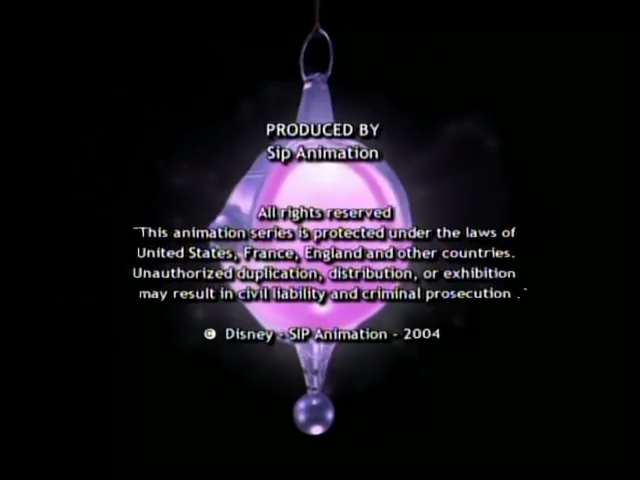 PRODUCED BY
Sip Animation
All rights reserved
"This animation series is protected under the laws of
United States, France, England and other countries.
Unauthorized duplication, distribution, or exhibition
may result in civil liability and criminal prosecution ."
© Disney - SIP Animation - 2004